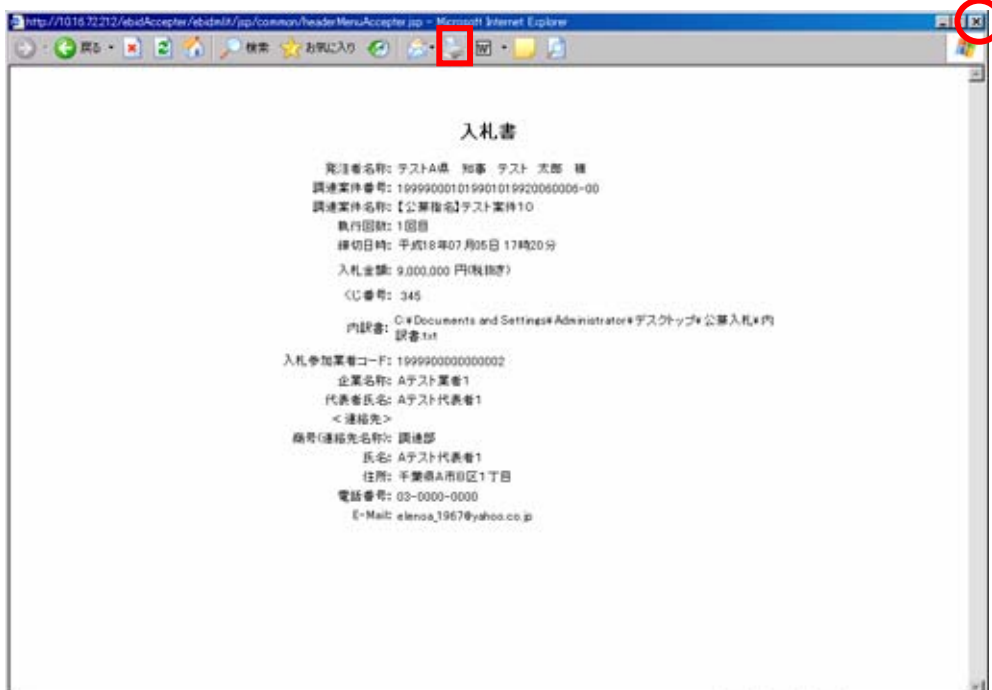 http://10.16.72.212/ebidAccepter/ebidmlit/jsp/common/headerMenuAccepter.jsp - Microsoft Internet Explorer
戻る 検索 お気に入り
入札書
発注者名称: テストA県 知事 テスト 太郎 様
調達案件番号: 199990001019901019920060006-00
調達案件名称:【公募指名】テスト案件10
執行回数: 1回目
締切日時: 平成18年07月05日 17時20分
入札金額: 9,000,000 円(税抜き)
くじ番号: 345
内訳書: C:¥Documents and Settings¥Administrator¥デスクトップ¥公募入札¥内
訳書.txt
入札参加業者コード: 1999900000000002
企業名称: Aテスト業者1
代表者氏名: Aテスト代表者1
<連絡先>
商号(連絡先名称): 調達部
氏名: Aテスト代表者1
住所: 千葉県A市B区1丁目
電話番号: 03-0000-0000
E-Mail: elenoa_1967@yahoo.co.jp